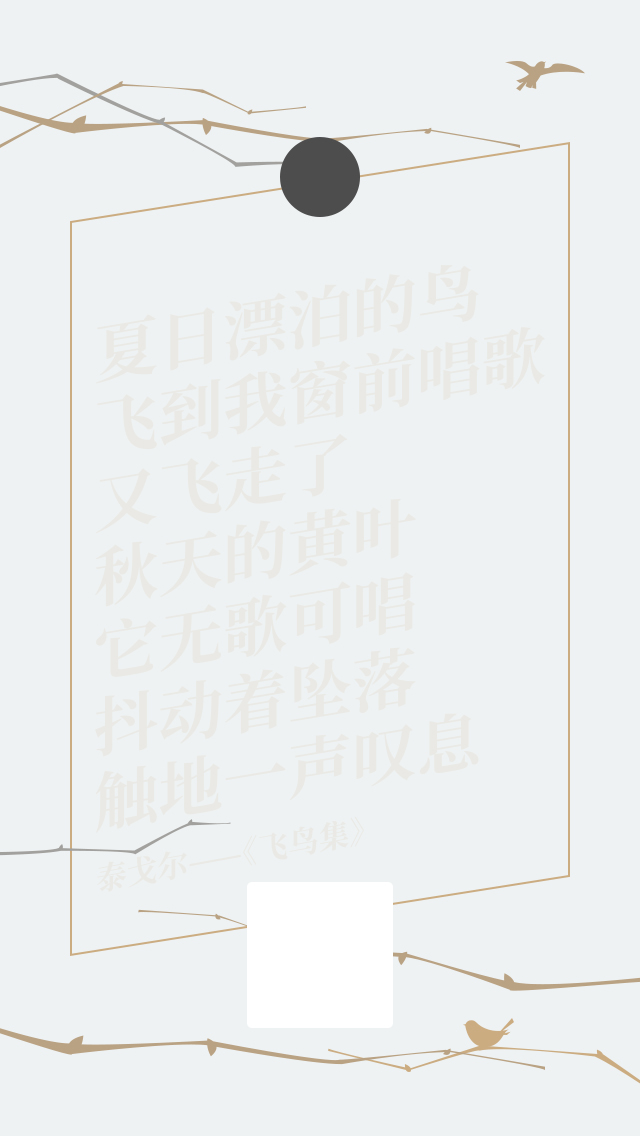 夏日漂泊的鸟
飞到我窗前唱歌
又飞走了
秋天的黄叶
它无歌可唱
抖动着坠落
触地一声叹息
泰戈尔——《飞鸟集》